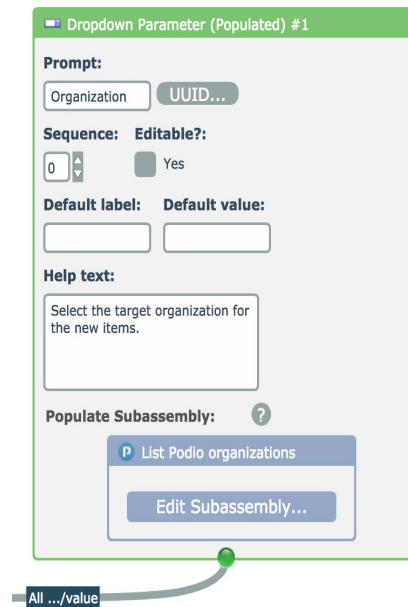 Dropdown Parameter (Populated) #1
Prompt:
Organization UUID...
Sequence: Editable?:
0 Yes
Default label: Default value:
Help text:
Select the target organization for
the new items.
Populate Subassembly: ?
P List Podio organizations
Edit Subassembly...
All .../value